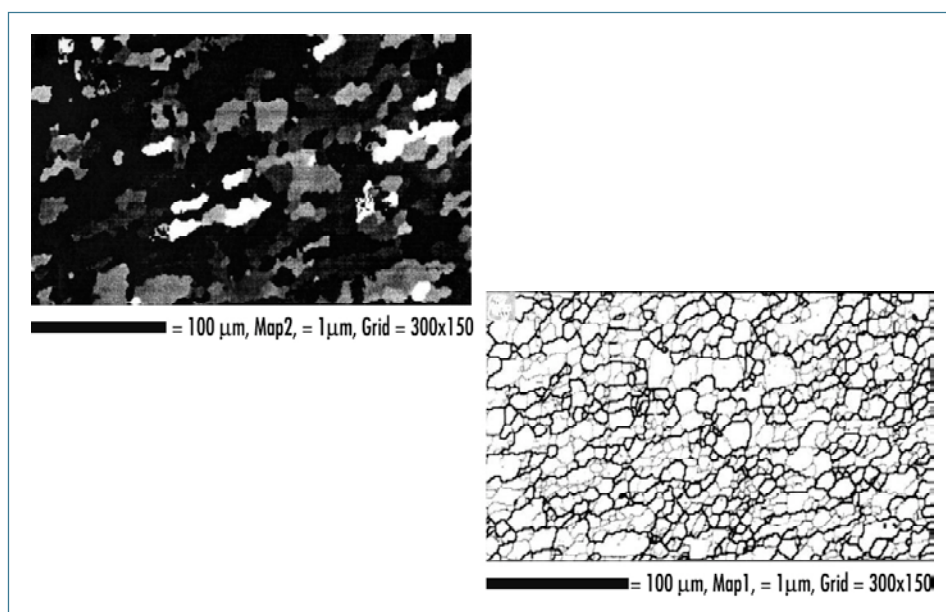 = 100 μm, Map2, = 1μm, Grid = 300x150
= 100 μm, Map1, = 1μm, Grid = 300x150